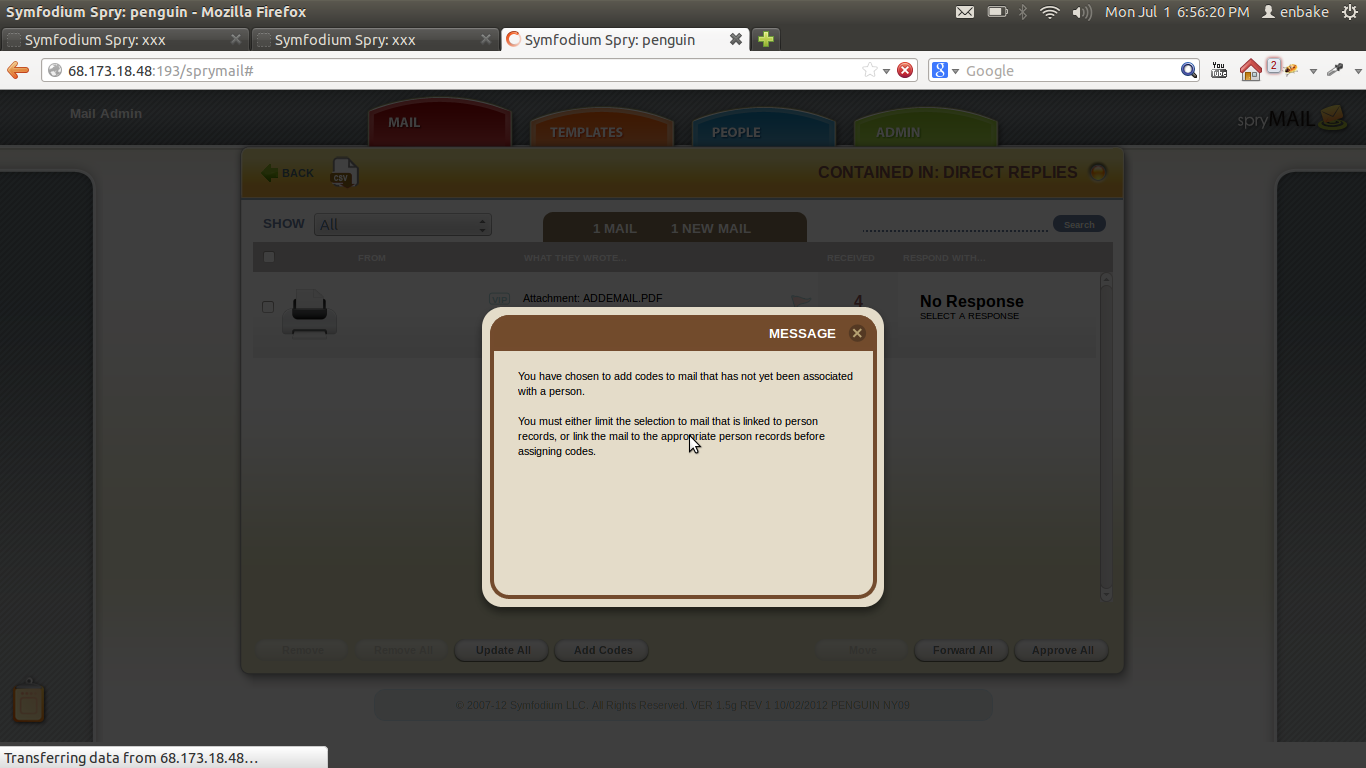 Symfodium Spry: penguin - Mozilla Firefox
Mon Jul 1 6:56:20 PM
enbake
Symfodium Spry: xxx
Symfodium Spry: xxx
Symfodium Spry: penguin
68.173.18.48:193/sprymail#
Google
You
Tube
2
Mail Admin
MAIL
TEMPLATES
PEOPLE
ADMIN
spryMAIL
BACK
CSV
CONTAINED IN: DIRECT REPLIES
SHOW
All
1 MAIL
1 NEW MAIL
Search
FROM
WHAT THEY WROTE...
RECEIVED
RESPOND WITH...
Attachment: ADDEMAIL.PDF
4
No Response
SELECT A RESPONSE
MESSAGE
You have chosen to add codes to mail that has not yet been associated
with a person.
You must either limit the selection to mail that is linked to person
records, or link the mail to the appropriate person records before
assigning codes.
Remove
Remove All
Update All
Add Codes
Move
Forward All
Approve All
© 2007-12 Symfodium LLC. All Rights Reserved. VER 1.5g REV 1 10/02/2012 PENGUIN NY09
Transferring data from 68.173.18.48...